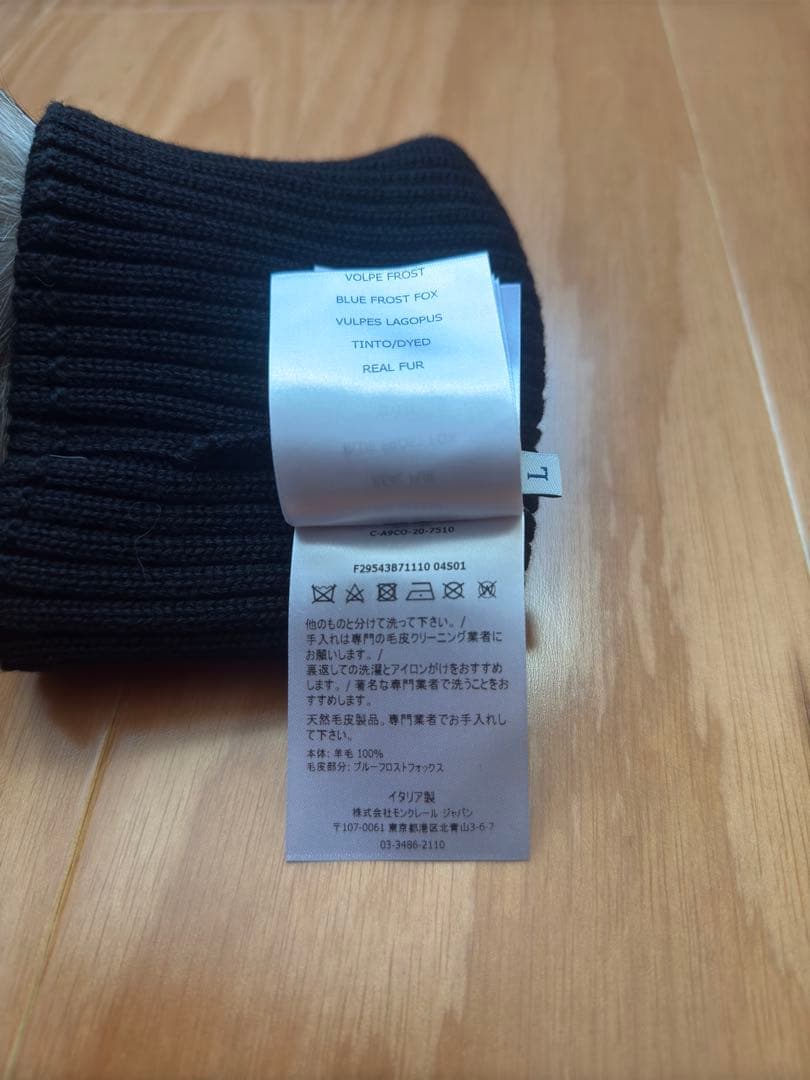 VOLPE FROST
BLUE FROST FOX
VULPES LAGOPUS
TINTO/DYED
REAL FUR
L
C-A9CO-20-7510
F29543B71110 04S01
他のものと分けて洗って下さい。/
手入れは専門の毛皮クリーニング業者に
お願いします。/
裏返しての洗濯とアイロンがけをおすすめ
します。/ 著名な専門業者で洗うことをお
すすめします。
天然毛皮製品。専門業者でお手入れし
て下さい。
本体: 羊毛 100%
毛皮部分: ブルーフロストフォックス
イタリア製
株式会社モンクレール ジャパン
〒107-0061 東京都港区北青山3-6-7
03-3486-2110